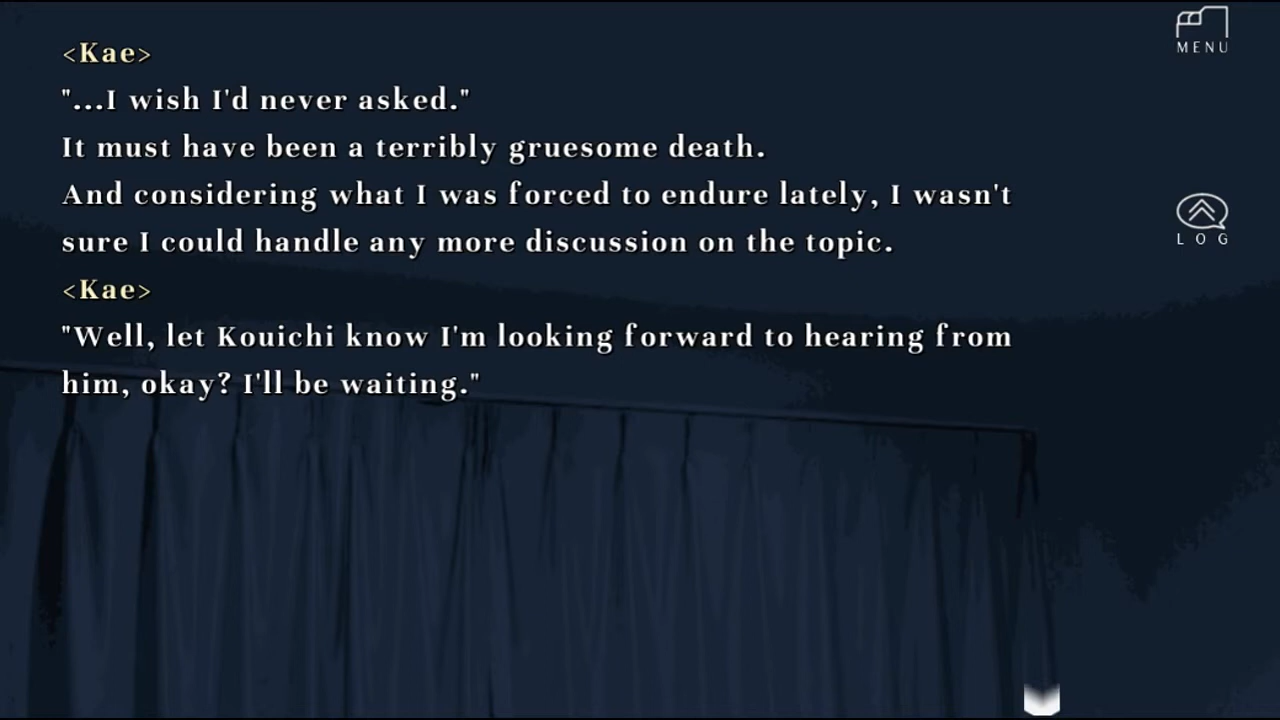 <Kae>
"...I wish I'd never asked."
It must have been a terribly gruesome death.
And considering what I was forced to endure lately, I wasn't
sure I could handle any more discussion on the topic.
<Kae>
"Well, let Kouichi know I'm looking forward to hearing from
him, okay? I'll be waiting."
MENU
LOG